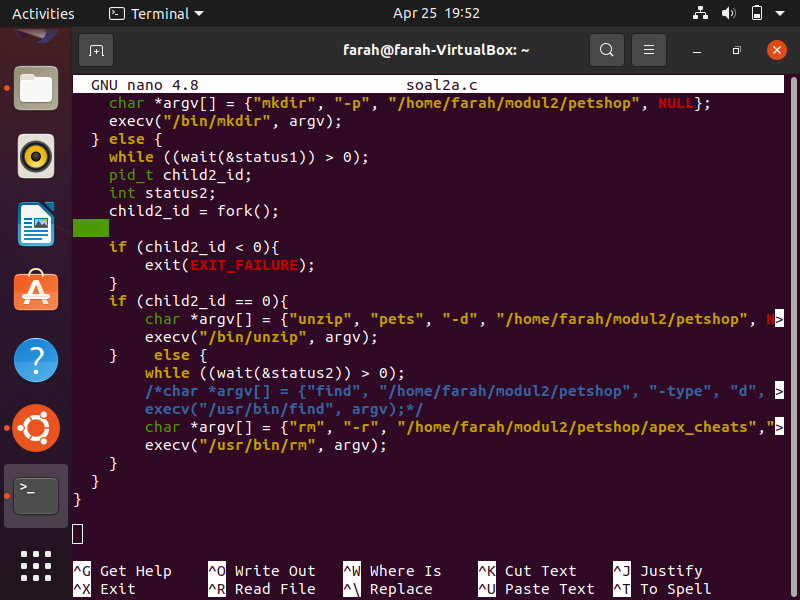 Activities Terminal Apr 25 19:52
farah@farah-VirtualBox: ~
GNU nano 4.8 soal2a.c
char *argv[] = {"mkdir", "-p", "/home/farah/modul2/petshop", NULL};
execv("/bin/mkdir", argv);
} else {
while ((wait(&status1)) > 0);
pid_t child2_id;
int status2;
child2_id = fork();
if (child2_id < 0){
exit(EXIT_FAILURE);
}
if (child2_id == 0){
char *argv[] = {"unzip", "pets", "-d", "/home/farah/modul2/petshop", N>
execv("/bin/unzip", argv);
} else {
while ((wait(&status2)) > 0);
/*char *argv[] = {"find", "/home/farah/modul2/petshop", "-type", "d", >
execv("/usr/bin/find", argv);*/
char *argv[] = {"rm", "-r", "/home/farah/modul2/petshop/apex_cheats",">
execv("/usr/bin/rm", argv);
}
}
}
^G Get Help ^O Write Out ^W Where Is ^K Cut Text ^J Justify
^X Exit ^R Read File ^\ Replace ^U Paste Text ^T To Spell